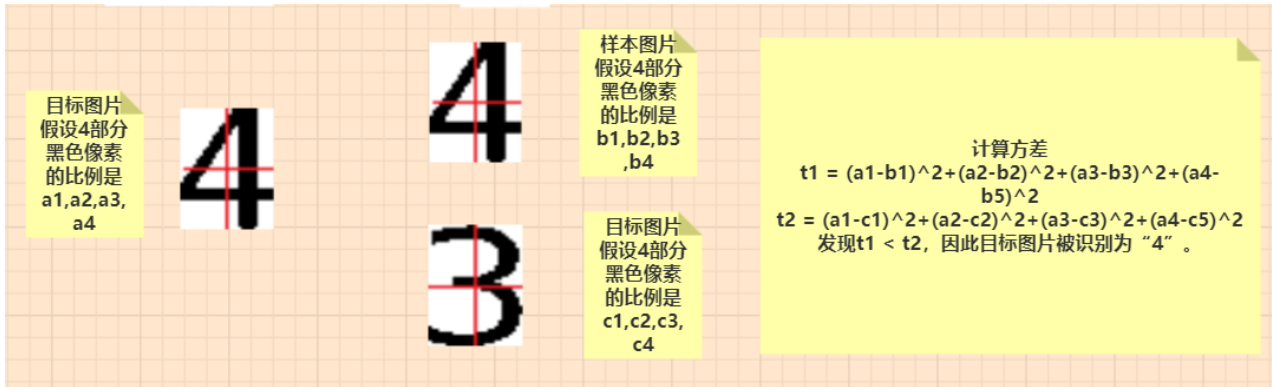 目标图片
假设4部分
黑色像素
的比例是
a1,a2,a3,
a4
4
4
样本图片
假设4部分
黑色像素
的比例是
b1,b2,b3
,b4
3
目标图片
假设4部分
黑色像素
的比例是
c1,c2,c3,
c4
计算方差
t1 = (a1-b1)^2+(a2-b2)^2+(a3-b3)^2+(a4-
b5)^2
t2 = (a1-c1)^2+(a2-c2)^2+(a3-c3)^2+(a4-c5)^2
发现t1 < t2，因此目标图片被识别为“4”。